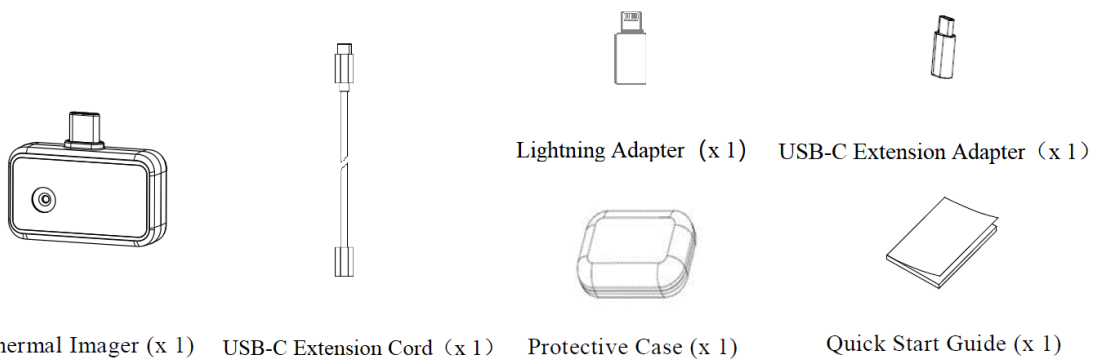 Lightning Adapter (x 1)
USB-C Extension Adapter（x 1）
hermal Imager (x 1)
USB-C Extension Cord（x 1）
Protective Case (x 1)
Quick Start Guide (x 1)